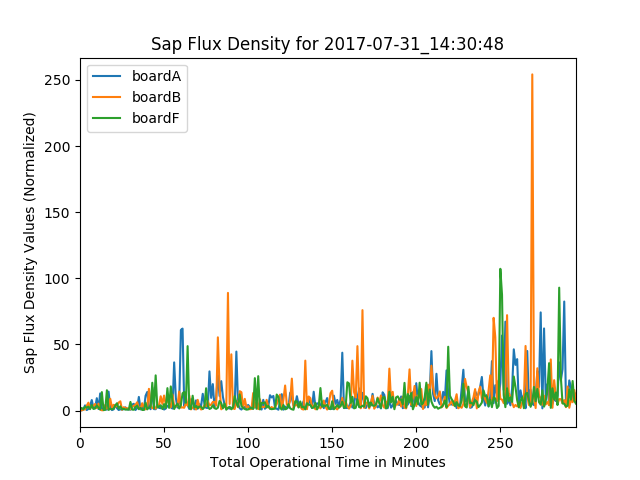 Sap Flux Density for 2017-07-31_14:30:48
boardA
boardB
boardF
Sap Flux Density Values (Normalized)
250
200
150
100
50
0
0 50 100 150 200 250
Total Operational Time in Minutes